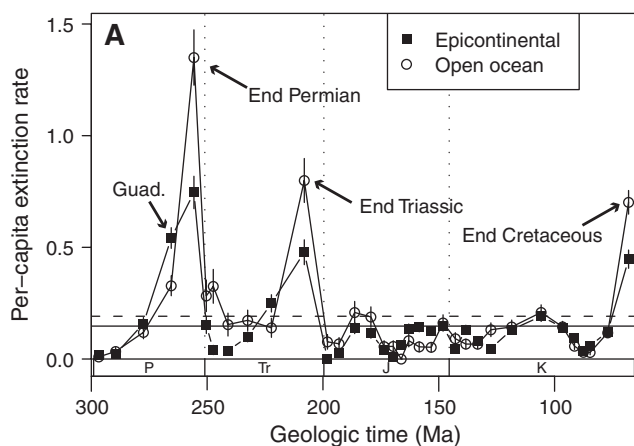 A
Epicontinental
Open ocean
End Permian
Guad.
End Triassic
End Cretaceous
Per-capita extinction rate
1.5
1.0
0.5
0.0
P Tr J K
300 250 200 150 100
Geologic time (Ma)